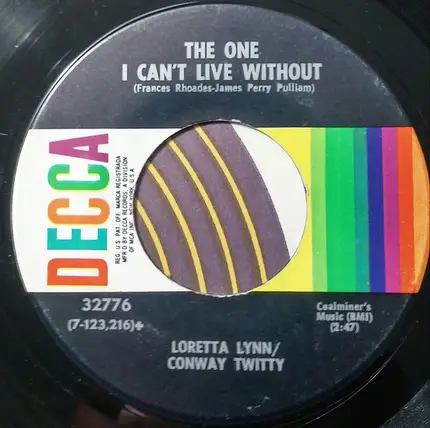 THE ONE
I CAN'T LIVE WITHOUT
(Frances Rhoades-James Perry Pulliam)
DECCA
REG. U.S. PAT. OFF. MARCA REGISTRADA
MFR'D BY DECCA RECORDS, A DIVISION
OF MCA INC. NEW YORK, U.S.A.
32776
(7-123,216)+
Coalminer's
Music (BMI)
(2:47)
LORETTA LYNN/
CONWAY TWITTY